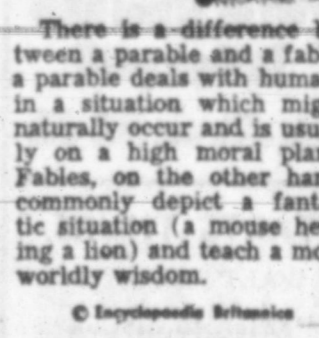 There is a difference b
tween a parable and a fab
a parable deals with huma
in a situation which mig
naturally occur and is usu
ly on a high moral plan
Fables, on the other han
commonly depict a fant
tic situation (a mouse he
ing a lion) and teach a mo
worldly wisdom.
© Encyclopaedia Britannica